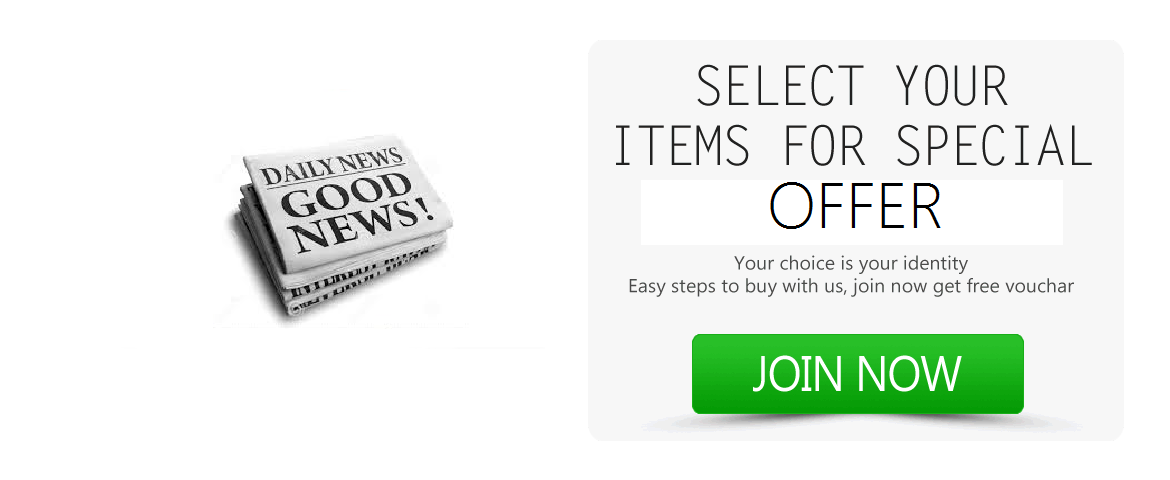 DAILY NEWS
GOOD
NEWS!
SELECT YOUR
ITEMS FOR SPECIAL
OFFER
Your choice is your identity
Easy steps to buy with us, join now get free vouchar
JOIN NOW